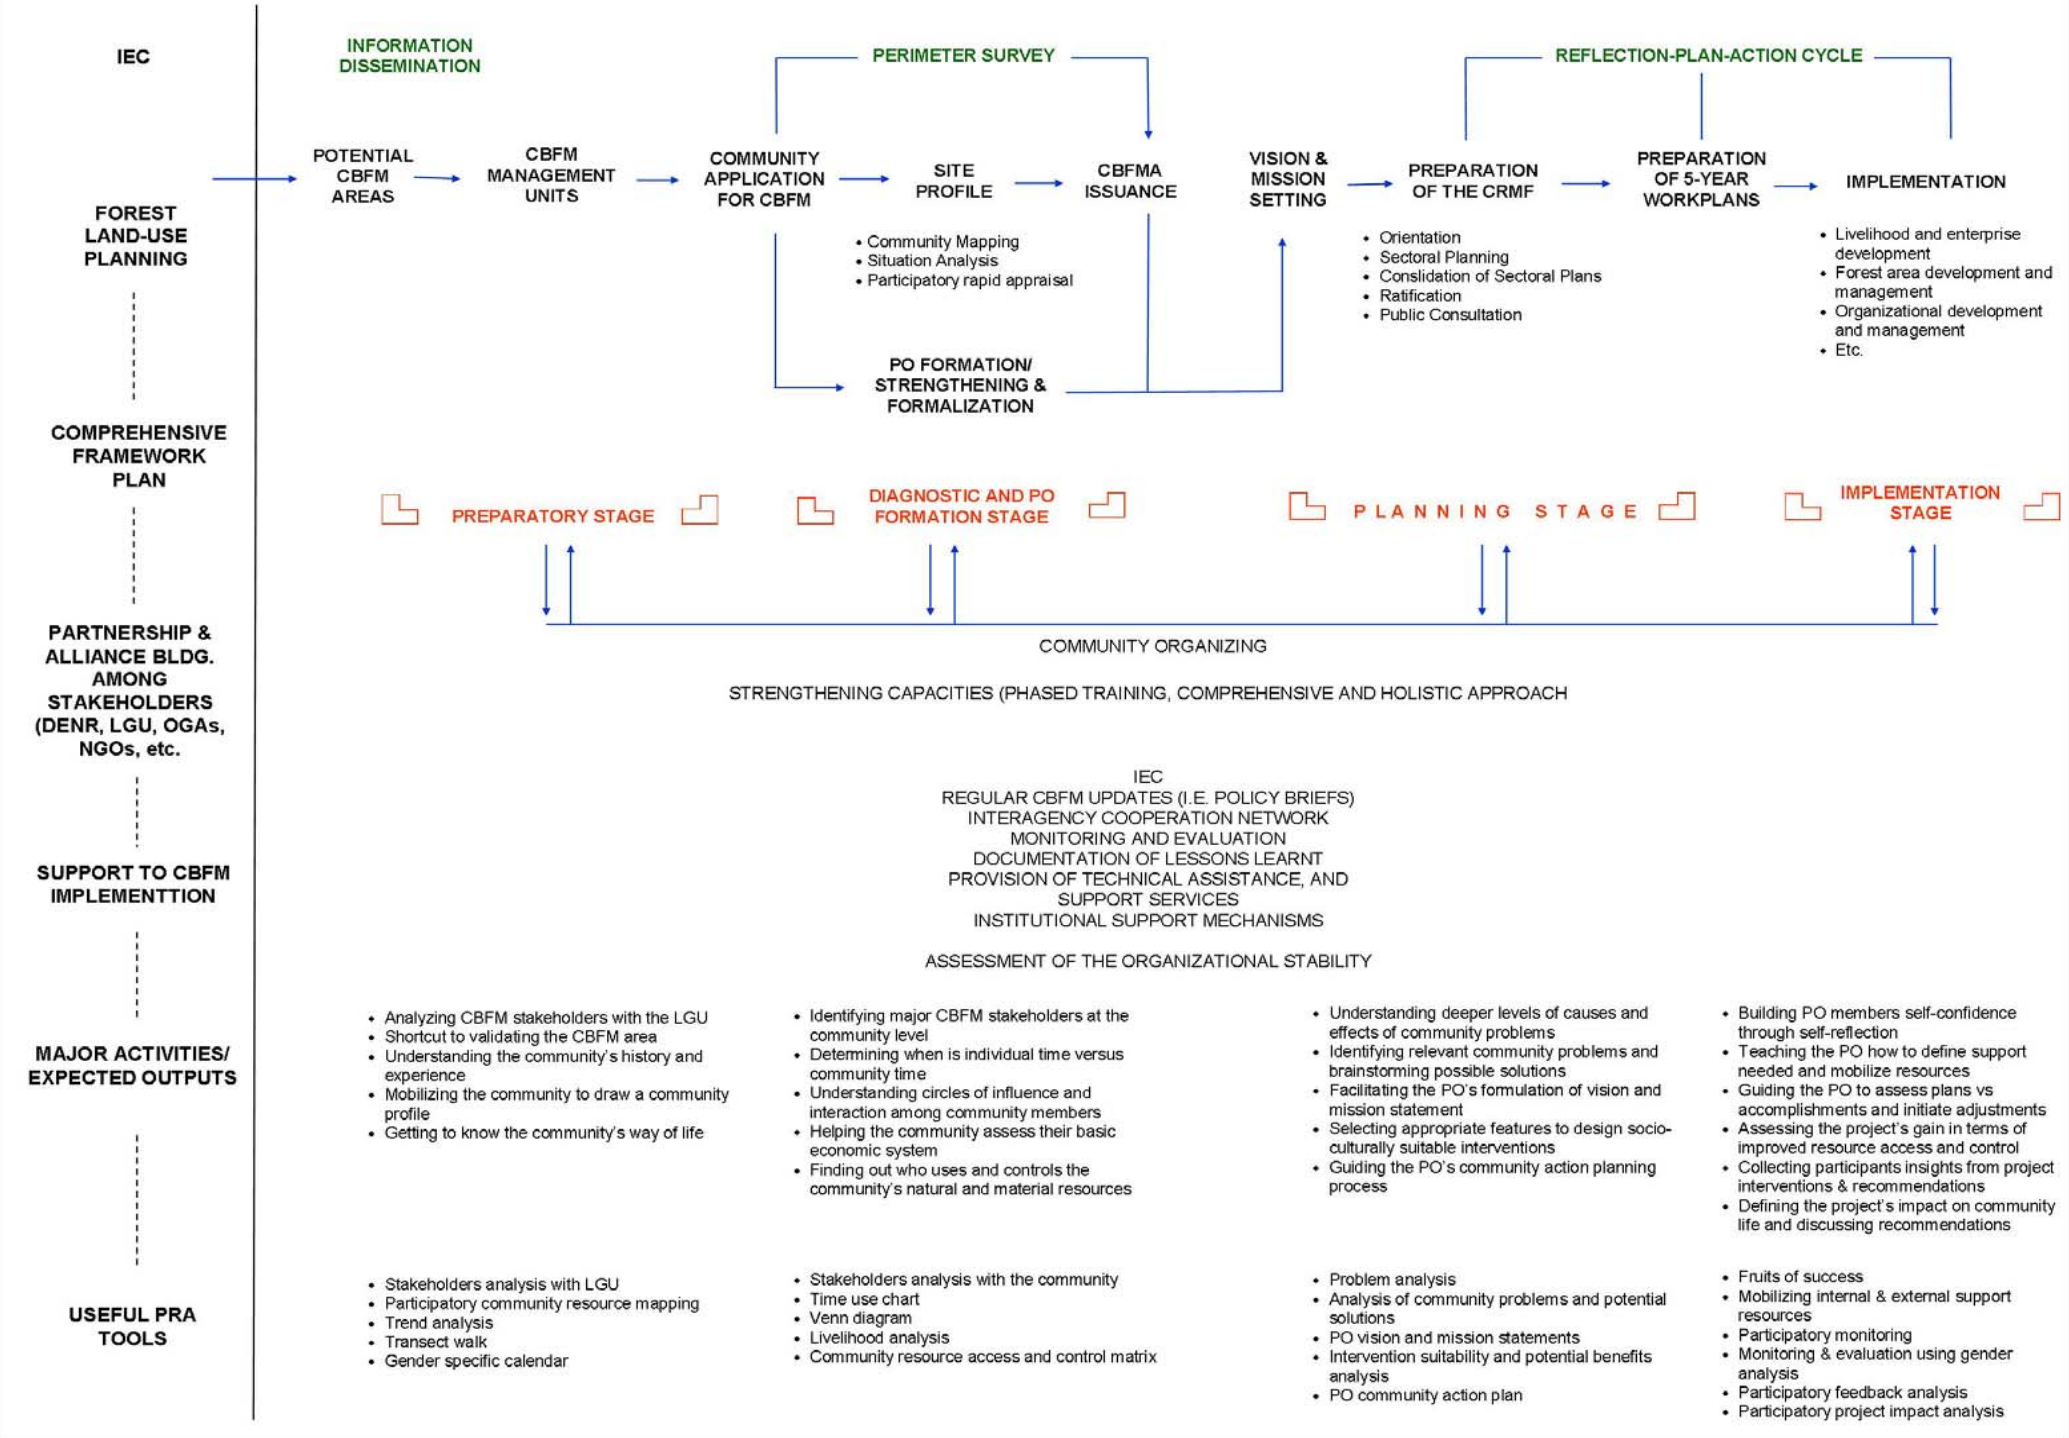 IEC
FOREST
LAND-USE
PLANNING
COMPREHENSIVE
FRAMEWORK
PLAN
PARTNERSHIP &
ALLIANCE BLDG.
AMONG
STAKEHOLDERS
(DENR, LGU, OGAs,
NGOs, etc.
SUPPORT TO CBFM
IMPLEMENTTION
MAJOR ACTIVITIES/
EXPECTED OUTPUTS
USEFUL PRA
TOOLS
INFORMATION
DISSEMINATION
PERIMETER SURVEY
REFLECTION-PLAN-ACTION CYCLE
POTENTIAL
CBFM
AREAS
CBFM
MANAGEMENT
UNITS
COMMUNITY
APPLICATION
FOR CBFM
SITE
PROFILE
• Community Mapping
• Situation Analysis
• Participatory rapid appraisal
CBFMA
ISSUANCE
PO FORMATION/
STRENGTHENING &
FORMALIZATION
VISION &
MISSION
SETTING
PREPARATION
OF THE CRMF
• Orientation
• Sectoral Planning
• Conslidation of Sectoral Plans
• Ratification
• Public Consultation
PREPARATION
OF 5-YEAR
WORKPLANS
IMPLEMENTATION
• Livelihood and enterprise
development
• Forest area development and
management
• Organizational development
and management
• Etc.
PREPARATORY STAGE
DIAGNOSTIC AND PO
FORMATION STAGE
PLANNING STAGE
IMPLEMENTATION
STAGE
COMMUNITY ORGANIZING
STRENGTHENING CAPACITIES (PHASED TRAINING, COMPREHENSIVE AND HOLISTIC APPROACH
IEC
REGULAR CBFM UPDATES (I.E. POLICY BRIEFS)
INTERAGENCY COOPERATION NETWORK
MONITORING AND EVALUATION
DOCUMENTATION OF LESSONS LEARNT
PROVISION OF TECHNICAL ASSISTANCE, AND
SUPPORT SERVICES
INSTITUTIONAL SUPPORT MECHANISMS
ASSESSMENT OF THE ORGANIZATIONAL STABILITY
• Analyzing CBFM stakeholders with the LGU
• Shortcut to validating the CBFM area
• Understanding the community's history and
experience
• Mobilizing the community to draw a community
profile
• Getting to know the community's way of life
• Identifying major CBFM stakeholders at the
community level
• Determining when is individual time versus
community time
• Understanding circles of influence and
interaction among community members
• Helping the community assess their basic
economic system
• Finding out who uses and controls the
community's natural and material resources
• Understanding deeper levels of causes and
effects of community problems
• Identifying relevant community problems and
brainstorming possible solutions
• Facilitating the PO's formulation of vision and
mission statement
• Selecting appropriate features to design socio-
culturally suitable interventions
• Guiding the PO's community action planning
process
• Building PO members self-confidence
through self-reflection
• Teaching the PO how to define support
needed and mobilize resources
• Guiding the PO to assess plans vs
accomplishments and initiate adjustments
• Assessing the project's gain in terms of
improved resource access and control
• Collecting participants insights from project
interventions & recommendations
• Defining the project's impact on community
life and discussing recommendations
• Stakeholders analysis with LGU
• Participatory community resource mapping
• Trend analysis
• Transect walk
• Gender specific calendar
• Stakeholders analysis with the community
• Time use chart
• Venn diagram
• Livelihood analysis
• Community resource access and control matrix
• Problem analysis
• Analysis of community problems and potential
solutions
• PO vision and mission statements
• Intervention suitability and potential benefits
analysis
• PO community action plan
• Fruits of success
• Mobilizing internal & external support
resources
• Participatory monitoring
• Monitoring & evaluation using gender
analysis
• Participatory feedback analysis
• Participatory project impact analysis